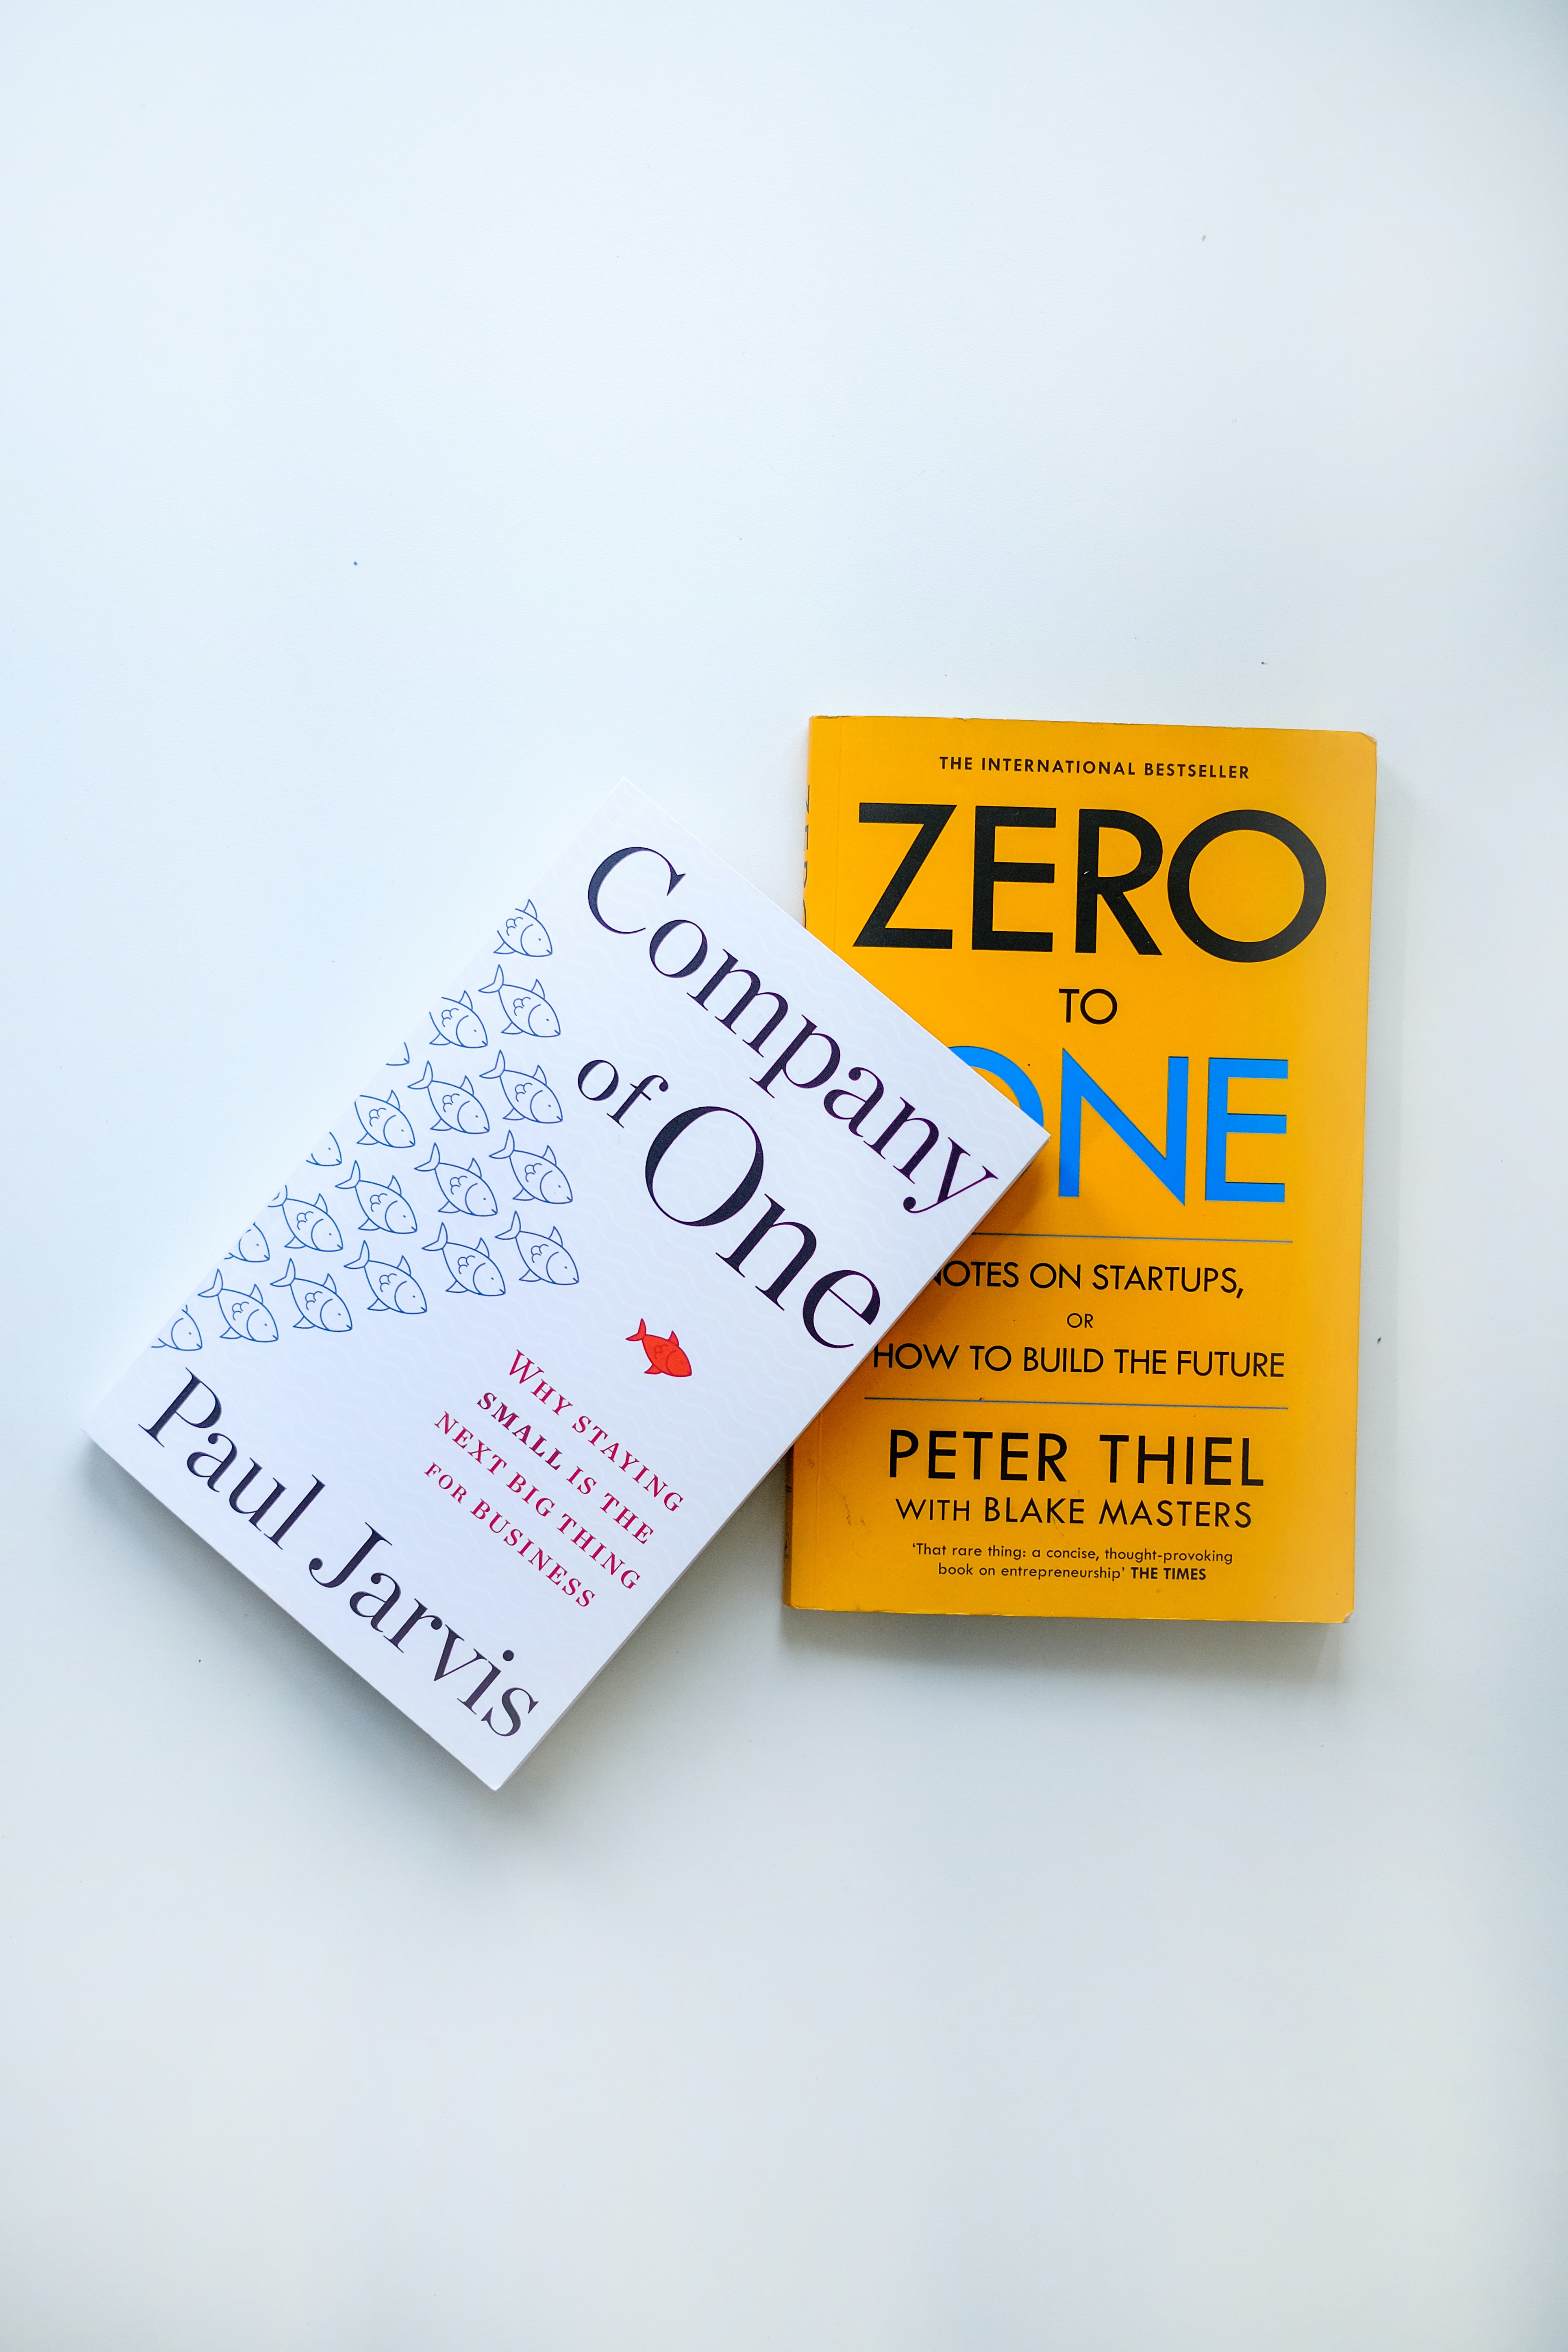 Company
of One
Why staying
small is the
next big thing
for business
Paul Jarvis
THE INTERNATIONAL BESTSELLER
ZERO
TO
ONE
NOTES ON STARTUPS,
OR
HOW TO BUILD THE FUTURE
PETER THIEL
WITH BLAKE MASTERS
‘That rare thing: a concise, thought-provoking
book on entrepreneurship’ THE TIMES